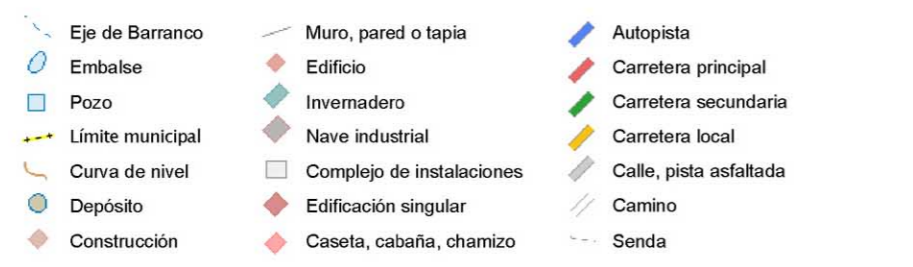 Eje de Barranco
Embalse
Pozo
Límite municipal
Curva de nivel
Depósito
Construcción
Muro, pared o tapia
Edificio
Invernadero
Nave industrial
Complejo de instalaciones
Edificación singular
Caseta, cabaña, chamizo
Autopista
Carretera principal
Carretera secundaria
Carretera local
Calle, pista asfaltada
Camino
Senda